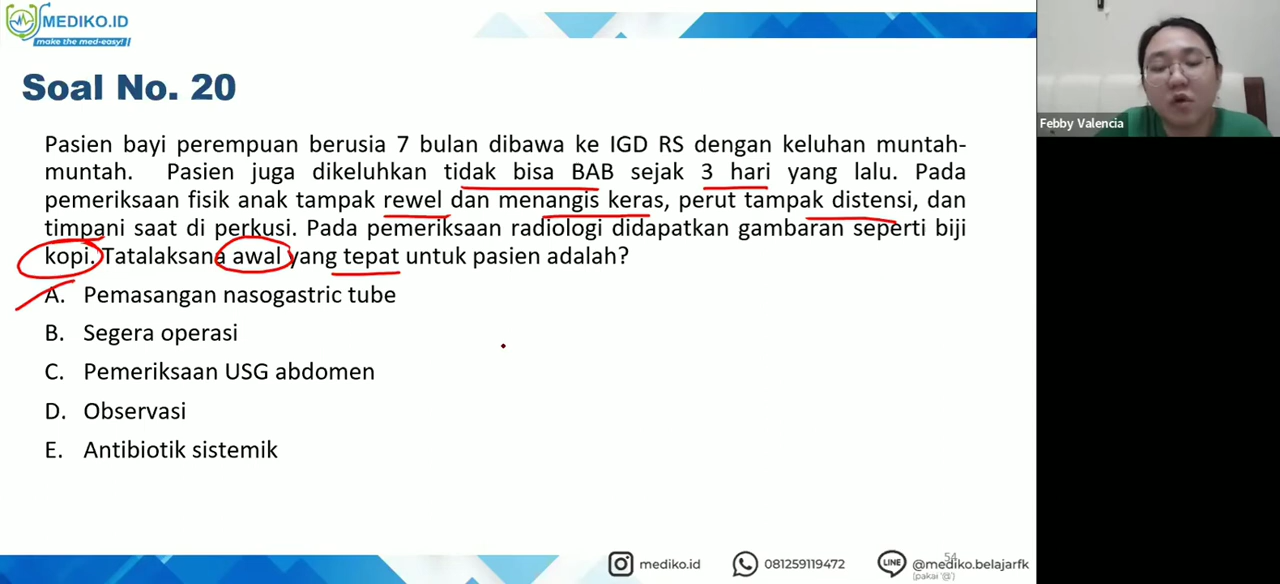 MEDIKO.ID
make the med-easy!
Soal No. 20
Pasien bayi perempuan berusia 7 bulan dibawa ke IGD RS dengan keluhan muntah-
muntah. Pasien juga dikeluhkan tidak bisa BAB sejak 3 hari yang lalu. Pada
pemeriksaan fisik anak tampak rewel dan menangis keras, perut tampak distensi, dan
timpani saat di perkusi. Pada pemeriksaan radiologi didapatkan gambaran seperti biji
kopi. Tatalaksana awal yang tepat untuk pasien adalah?
A. Pemasangan nasogastric tube
B. Segera operasi
C. Pemeriksaan USG abdomen
D. Observasi
E. Antibiotik sistemik
Febby Valencia
mediko.id
081259119472
LINE
@mediko.belajarfk
(pakai '@')
54